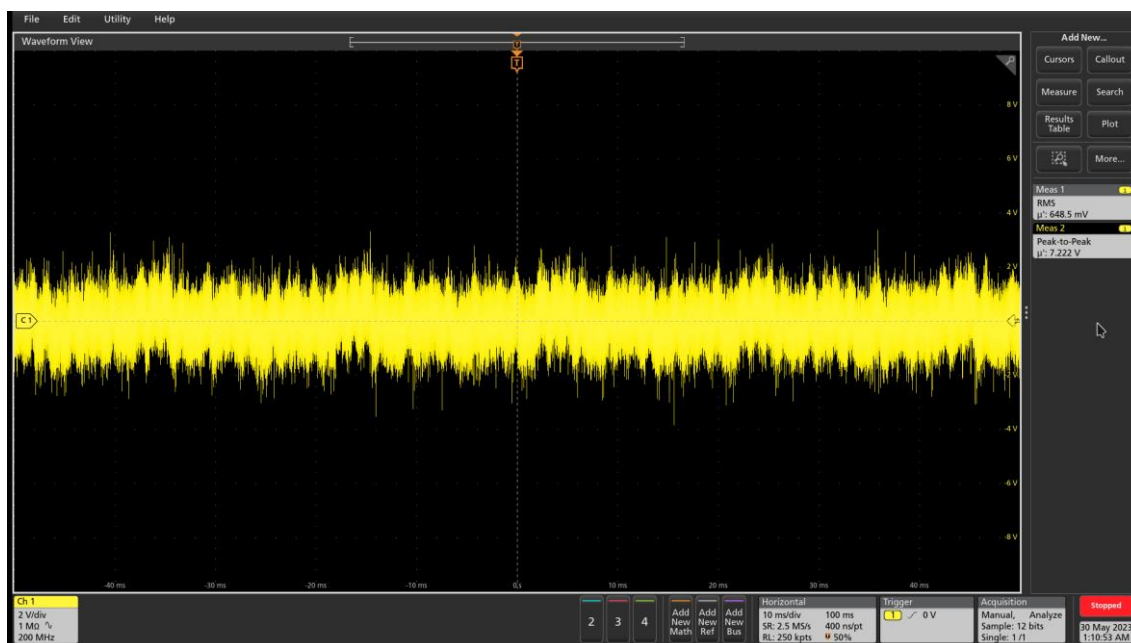 File Edit Utility Help
Waveform View
Add New...
T
Cursors Callout
Measure Search
Results
Table
Plot
More...
8 V
6 V
4 V
2 V
-2 V
-4 V
-6 V
-8 V
C 1
Meas 1 1
RMS
µ': 648.5 mV
Meas 2 1
Peak-to-Peak
µ': 7.222 V
-40 ms -30 ms -20 ms -10 ms 0 s 10 ms 20 ms 30 ms 40 ms
Ch 1
2 V/div
1 MΩ
200 MHz
2 3 4
Add
New
Math
Add
New
Ref
Add
New
Bus
Horizontal
10 ms/div 100 ms
SR: 2.5 MS/s 400 ns/pt
RL: 250 kpts 50%
Trigger
1 0 V
Acquisition
Manual, Analyze
Sample: 12 bits
Single: 1 /1
Stopped
30 May 2023
1:10:53 AM